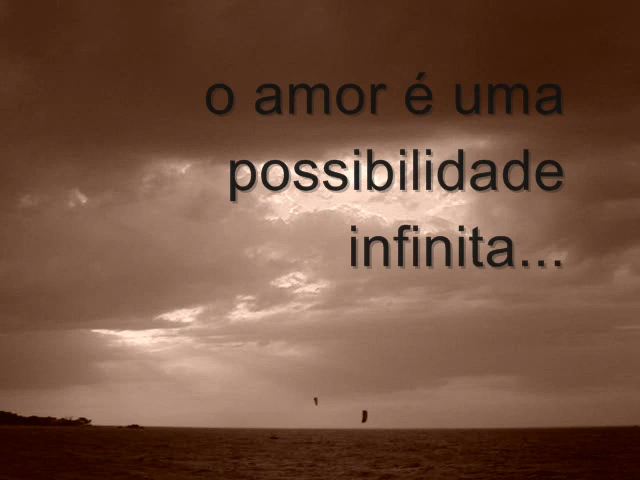 o amor é uma
possibilidade
infinita...